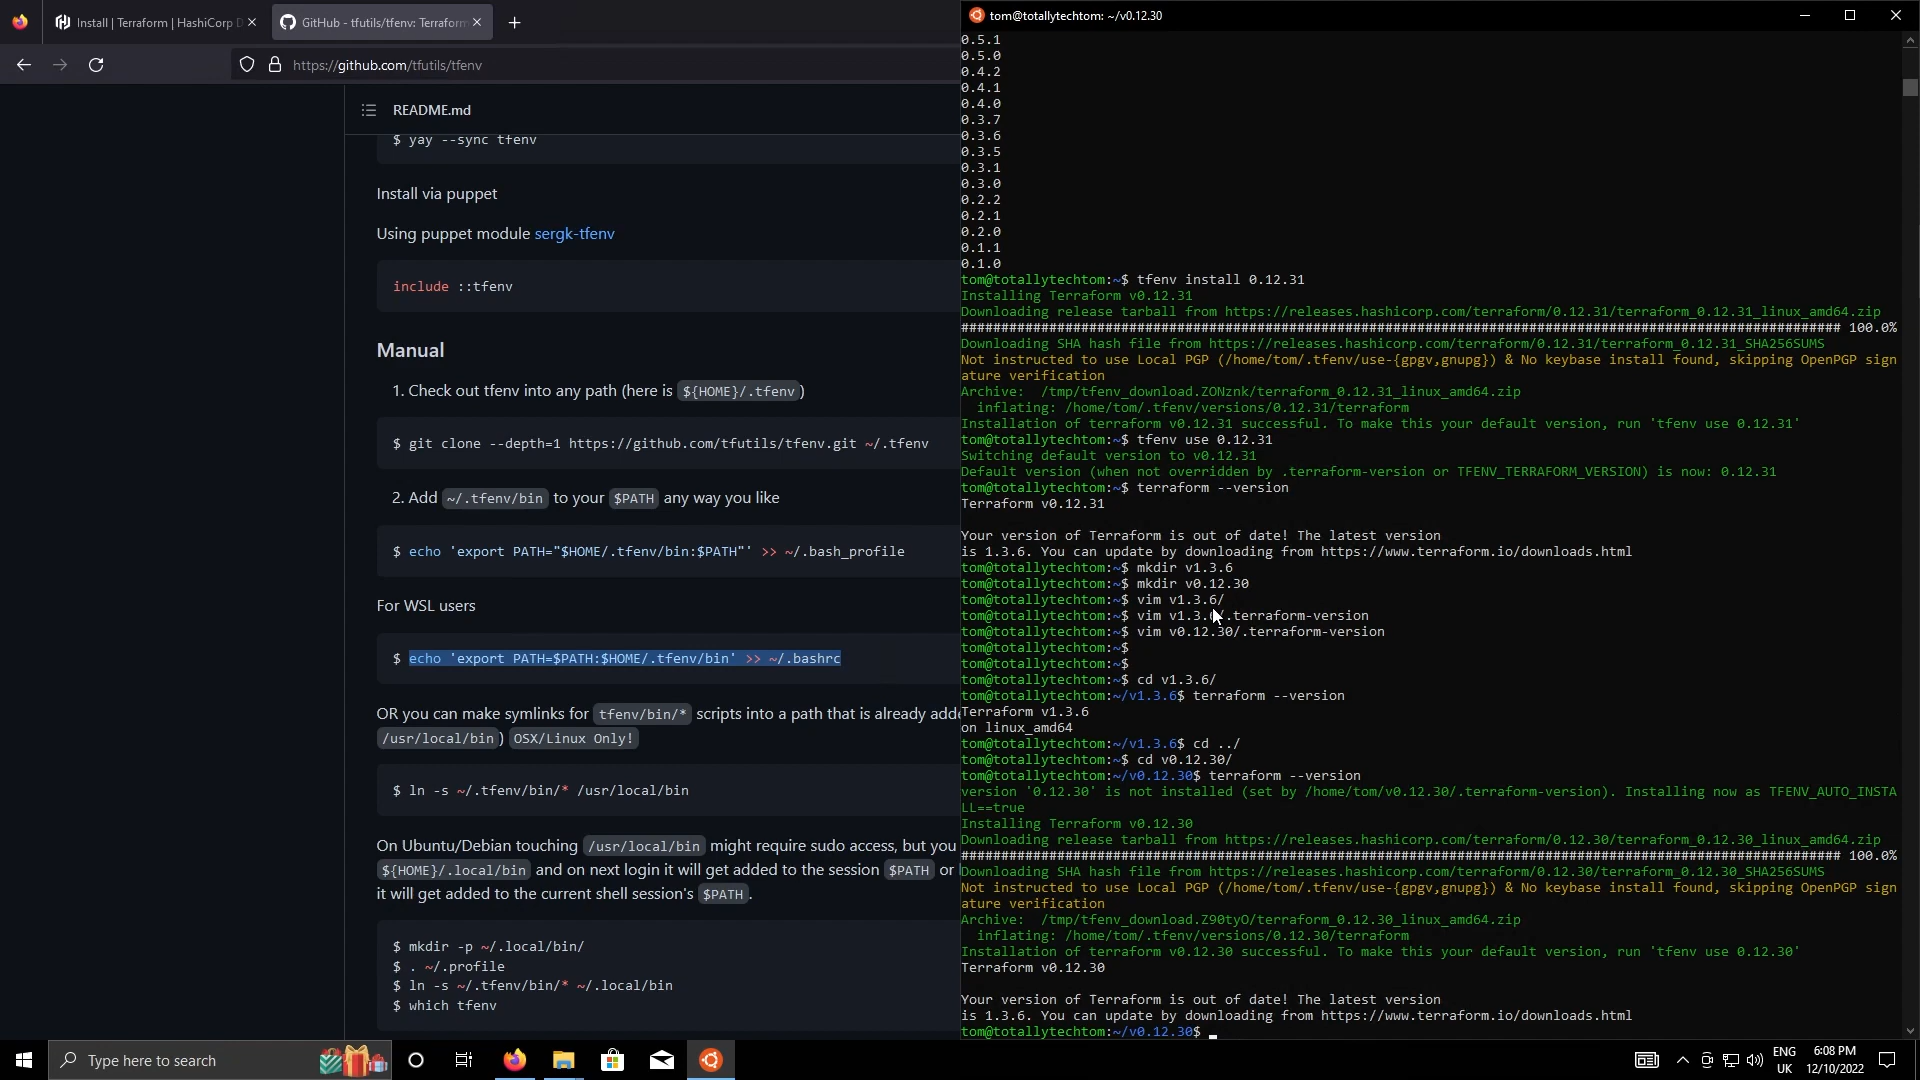 Install | Terraform | HashiCorp D
GitHub - tfutils/tfenv: Terraform
https://github.com/tfutils/tfenv
README.md
$ yay --sync tfenv
Install via puppet
Using puppet module sergk-tfenv
include ::tfenv
Manual
1. Check out tfenv into any path (here is ${HOME}/.tfenv)
$ git clone --depth=1 https://github.com/tfutils/tfenv.git ~/.tfenv
2. Add ~/.tfenv/bin to your $PATH any way you like
$ echo 'export PATH="$HOME/.tfenv/bin:$PATH"' >> ~/.bash_profile
For WSL users
$ echo 'export PATH=$PATH:$HOME/.tfenv/bin' >> ~/.bashrc
OR you can make symlinks for tfenv/bin/* scripts into a path that is already adde
/usr/local/bin) OSX/Linux Only!
$ ln -s ~/.tfenv/bin/* /usr/local/bin
On Ubuntu/Debian touching /usr/local/bin might require sudo access, but you
${HOME}/.local/bin and on next login it will get added to the session $PATH or
it will get added to the current shell session's $PATH.
$ mkdir -p ~/.local/bin/
$ . ~/.profile
$ ln -s ~/.tfenv/bin/* ~/.local/bin
$ which tfenv
tom@totallytechtom: ~/v0.12.30
0.5.1
0.5.0
0.4.2
0.4.1
0.4.0
0.3.7
0.3.6
0.3.5
0.3.1
0.3.0
0.2.2
0.2.1
0.2.0
0.1.1
0.1.0
tom@totallytechtom:~$ tfenv install 0.12.31
Installing Terraform v0.12.31
Downloading release tarball from https://releases.hashicorp.com/terraform/0.12.31/terraform_0.12.31_linux_amd64.zip
############################################################################################################## 100.0%
Downloading SHA hash file from https://releases.hashicorp.com/terraform/0.12.31/terraform_0.12.31_SHA256SUMS
Not instructed to use Local PGP (/home/tom/.tfenv/use-{gpgv,gnupg}) & No keybase install found, skipping OpenPGP sign
ature verification
Archive:  /tmp/tfenv_download.ZONznk/terraform_0.12.31_linux_amd64.zip
  inflating: /home/tom/.tfenv/versions/0.12.31/terraform
Installation of terraform v0.12.31 successful. To make this your default version, run 'tfenv use 0.12.31'
tom@totallytechtom:~$ tfenv use 0.12.31
Switching default version to v0.12.31
Default version (when not overridden by .terraform-version or TFENV_TERRAFORM_VERSION) is now: 0.12.31
tom@totallytechtom:~$ terraform --version
Terraform v0.12.31
Your version of Terraform is out of date! The latest version
is 1.3.6. You can update by downloading from https://www.terraform.io/downloads.html
tom@totallytechtom:~$ mkdir v1.3.6
tom@totallytechtom:~$ mkdir v0.12.30
tom@totallytechtom:~$ vim v1.3.6/
tom@totallytechtom:~$ vim v1.3.6/.terraform-version
tom@totallytechtom:~$ vim v0.12.30/.terraform-version
tom@totallytechtom:~$
tom@totallytechtom:~$
tom@totallytechtom:~$ cd v1.3.6/
tom@totallytechtom:~/v1.3.6$ terraform --version
Terraform v1.3.6
on linux_amd64
tom@totallytechtom:~/v1.3.6$ cd ../
tom@totallytechtom:~$ cd v0.12.30/
tom@totallytechtom:~/v0.12.30$ terraform --version
version '0.12.30' is not installed (set by /home/tom/v0.12.30/.terraform-version). Installing now as TFENV_AUTO_INSTA
LL==true
Installing Terraform v0.12.30
Downloading release tarball from https://releases.hashicorp.com/terraform/0.12.30/terraform_0.12.30_linux_amd64.zip
############################################################################################################## 100.0%
Downloading SHA hash file from https://releases.hashicorp.com/terraform/0.12.30/terraform_0.12.30_SHA256SUMS
Not instructed to use Local PGP (/home/tom/.tfenv/use-{gpgv,gnupg}) & No keybase install found, skipping OpenPGP sign
ature verification
Archive:  /tmp/tfenv_download.Z90tyO/terraform_0.12.30_linux_amd64.zip
  inflating: /home/tom/.tfenv/versions/0.12.30/terraform
Installation of terraform v0.12.30 successful. To make this your default version, run 'tfenv use 0.12.30'
Terraform v0.12.30
Your version of Terraform is out of date! The latest version
is 1.3.6. You can update by downloading from https://www.terraform.io/downloads.html
tom@totallytechtom:~/v0.12.30$
Type here to search
ENG
UK
6:08 PM
12/10/2022